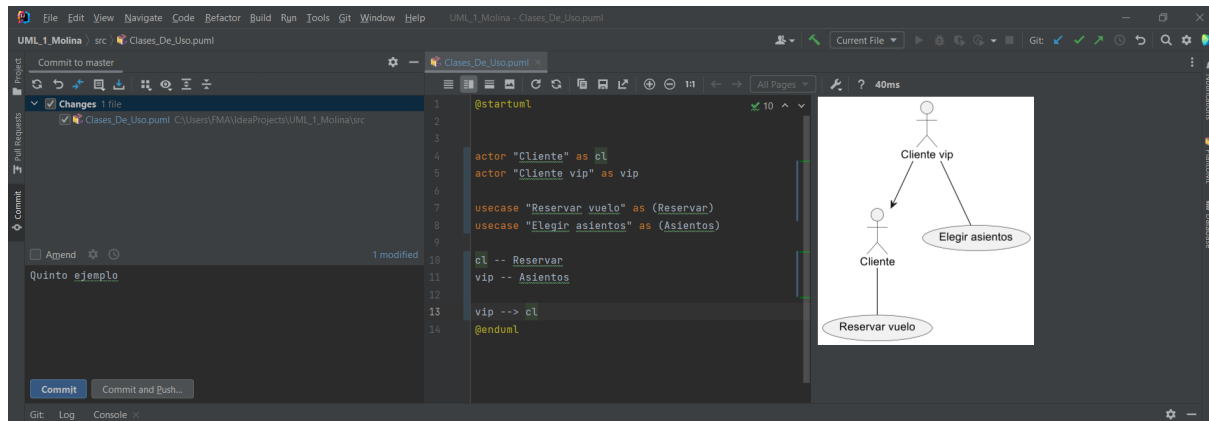 File Edit View Navigate Code Refactor Build Run Tools Git Window Help UML_1_Molina - Clases_De_Uso.puml
UML_1_Molina src Clases_De_Uso.puml Current File Git:
Project
Pull Requests
Commit
Commit to master
Changes 1 file
Clases_De_Uso.puml C:\Users\FMA\IdeaProjects\UML_1_Molina\src
Amend 1 modified
Quinto ejemplo
Commit Commit and Push...
Clases_De_Uso.puml
1:1 All Pages ? 40ms
10
1 @startuml
2
3
4 actor "Cliente" as cl
5 actor "Cliente vip" as vip
6
7 usecase "Reservar vuelo" as (Reservar)
8 usecase "Elegir asientos" as (Asientos)
9
10 cl -- Reservar
11 vip -- Asientos
12
13 vip --> cl
14 @enduml
Cliente vip
Elegir asientos
Cliente
Reservar vuelo
Notifications
Database
Git: Log Console